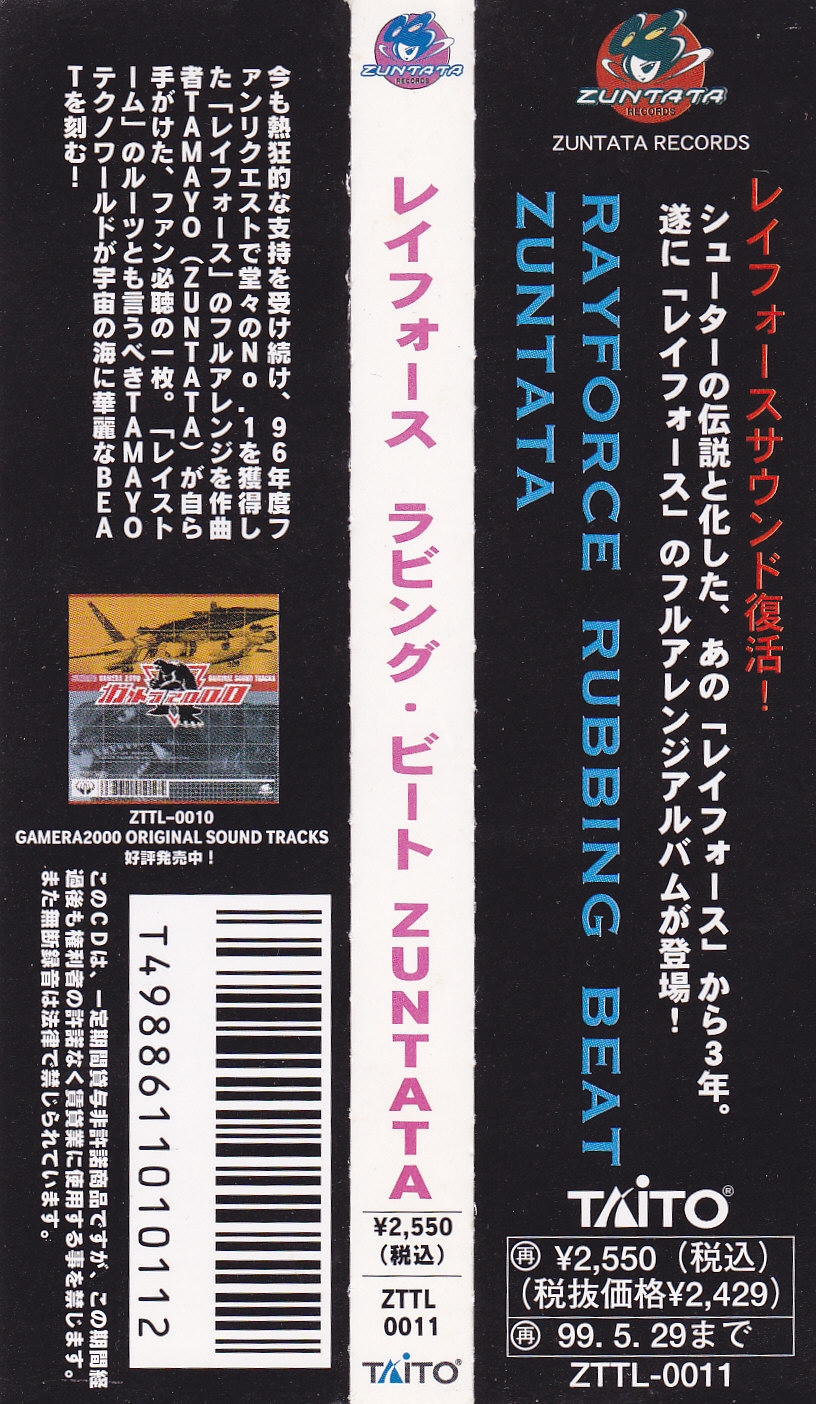 ZUNTATA
RECORDS
ZUNTATA RECORDS
レイフォースサウンド復活！
シューターの伝説と化した、あの「レイフォース」から3年。
遂に「レイフォース」のフルアレンジアルバムが登場！
RAYFORCE RUBBING BEAT
ZUNTATA
TAITO®
再 ¥2,550（税込）
（税抜価格¥2,429）
再 99.5.29まで
ZTTL-0011
ZUNTATA
RECORDS
レイフォース ラビング・ビート ZUNTATA
¥2,550
（税込）
ZTTL
0011
TAITO®
今も熱狂的な支持を受け続け、96年度フ
ァンリクエストで堂々のNo.1を獲得し
た「レイフォース」のフルアレンジを作曲
者TAMAYO（ZUNTATA）が自ら
手がけた、ファン必聴の一枚。「レイスト
ーム」のルーツとも言うべきTAMAYO
テクノワールドが宇宙の海に華麗なBEA
Tを刻む！
GAMERA 2000
ORIGINAL SOUND TRACKS
ガメラ2000
ZTTL-0010
GAMERA2000 ORIGINAL SOUND TRACKS
好評発売中！
T4988611010112
このCDは、一定期間貸与非許諾商品ですが、この期間経
過後も権利者の許諾なく賃貸業に使用する事を禁じます。
また無断録音は法律で禁じられています。